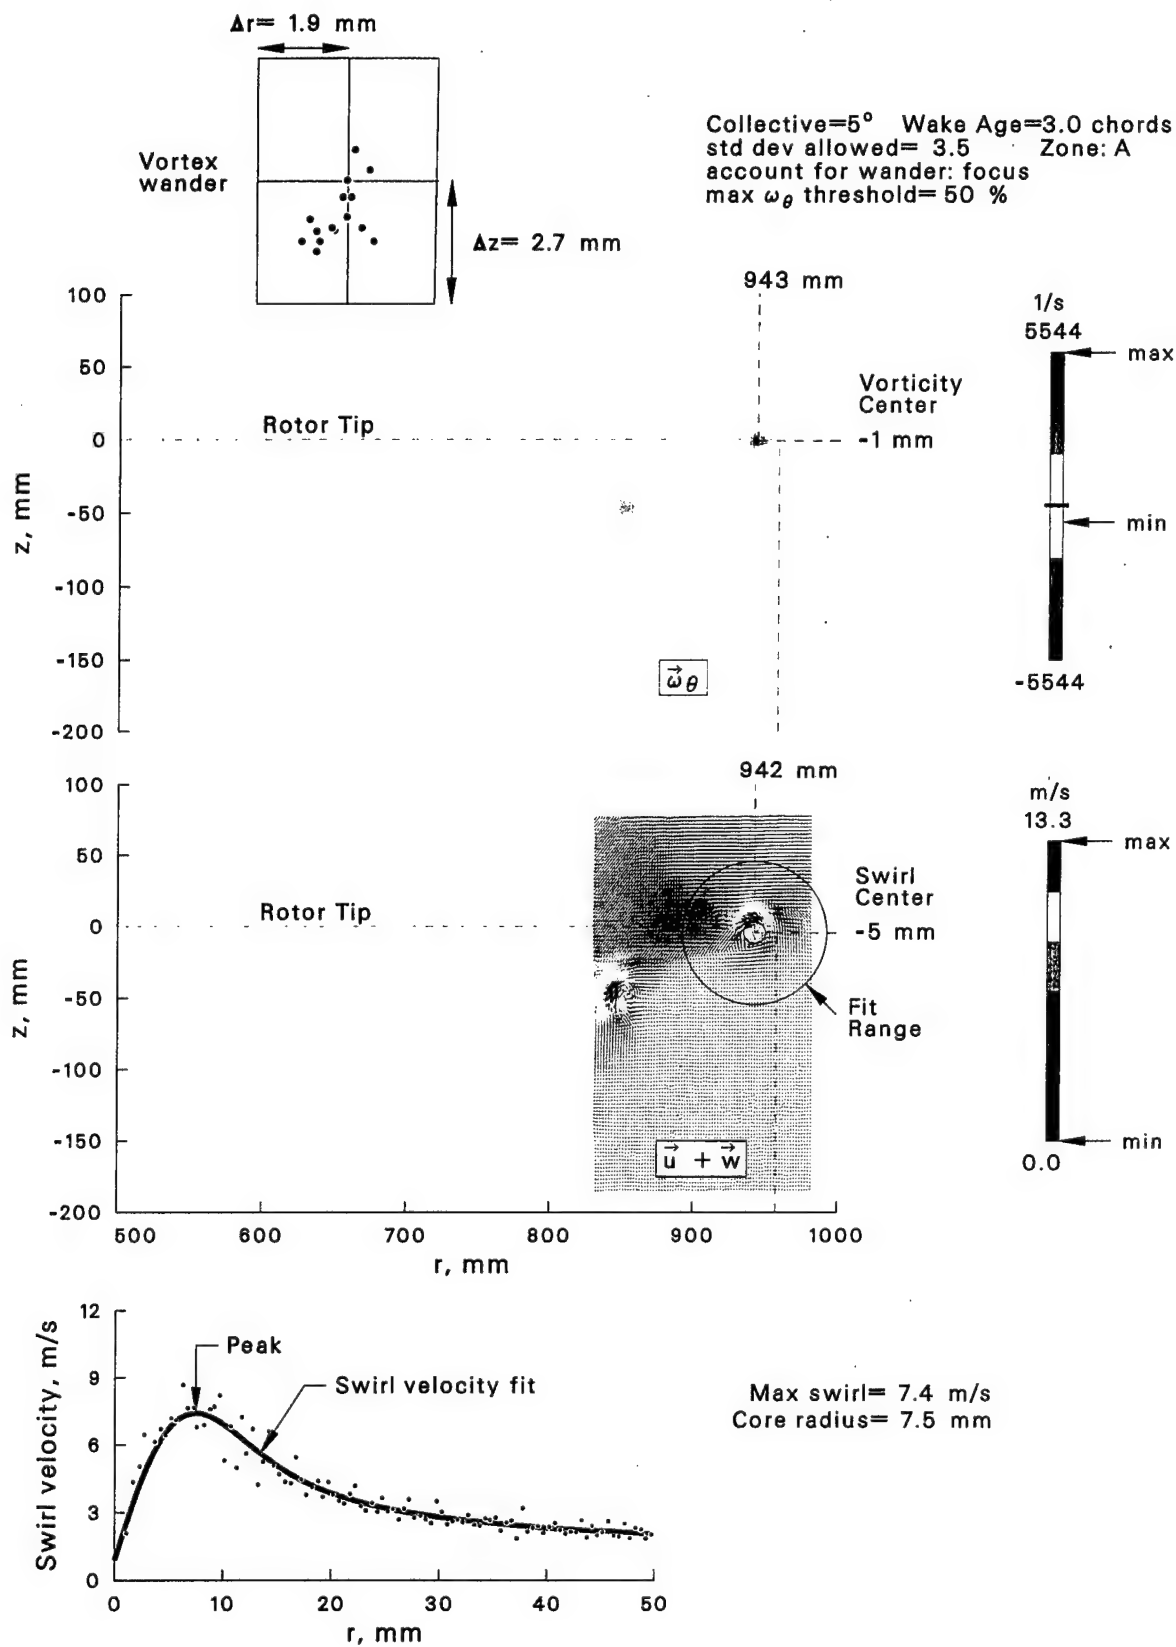 Δr= 1.9 mm
Vortex
wander
Δz= 2.7 mm
Collective=5° Wake Age=3.0 chords
std dev allowed= 3.5 Zone: A
account for wander: focus
max ωθ threshold= 50 %
943 mm
1/s
5544
max
min
-5544
Vorticity
Center
-1 mm
Rotor Tip
100
50
0
-50
-100
-150
-200
z, mm
ωθ
942 mm
m/s
13.3
max
min
0.0
Swirl
Center
-5 mm
Fit
Range
Rotor Tip
100
50
0
-50
-100
-150
-200
z, mm
u + w
500 600 700 800 900 1000
r, mm
12
9
6
3
0
Swirl velocity, m/s
Peak
Swirl velocity fit
Max swirl= 7.4 m/s
Core radius= 7.5 mm
0 10 20 30 40 50
r, mm